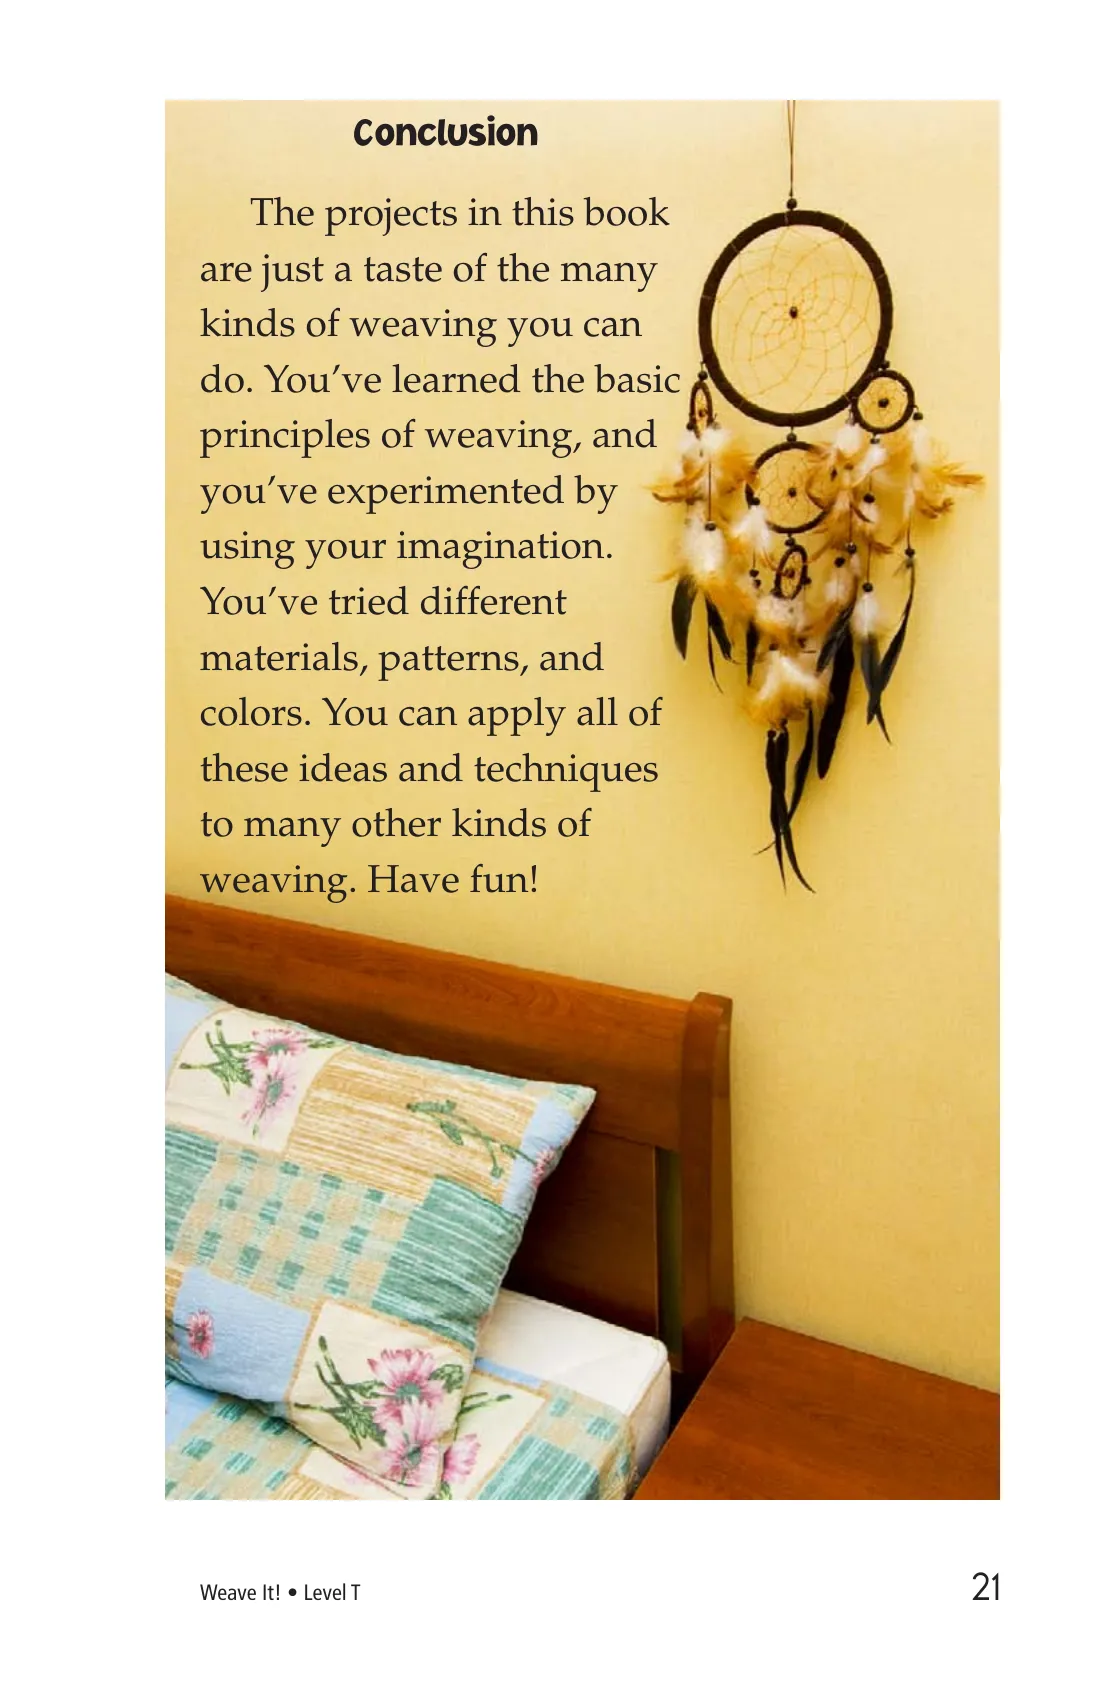 Conclusion
The projects in this book
are just a taste of the many
kinds of weaving you can
do. You’ve learned the basic
principles of weaving, and
you’ve experimented by
using your imagination.
You’ve tried different
materials, patterns, and
colors. You can apply all of
these ideas and techniques
to many other kinds of
weaving. Have fun!
Weave It! • Level T
21